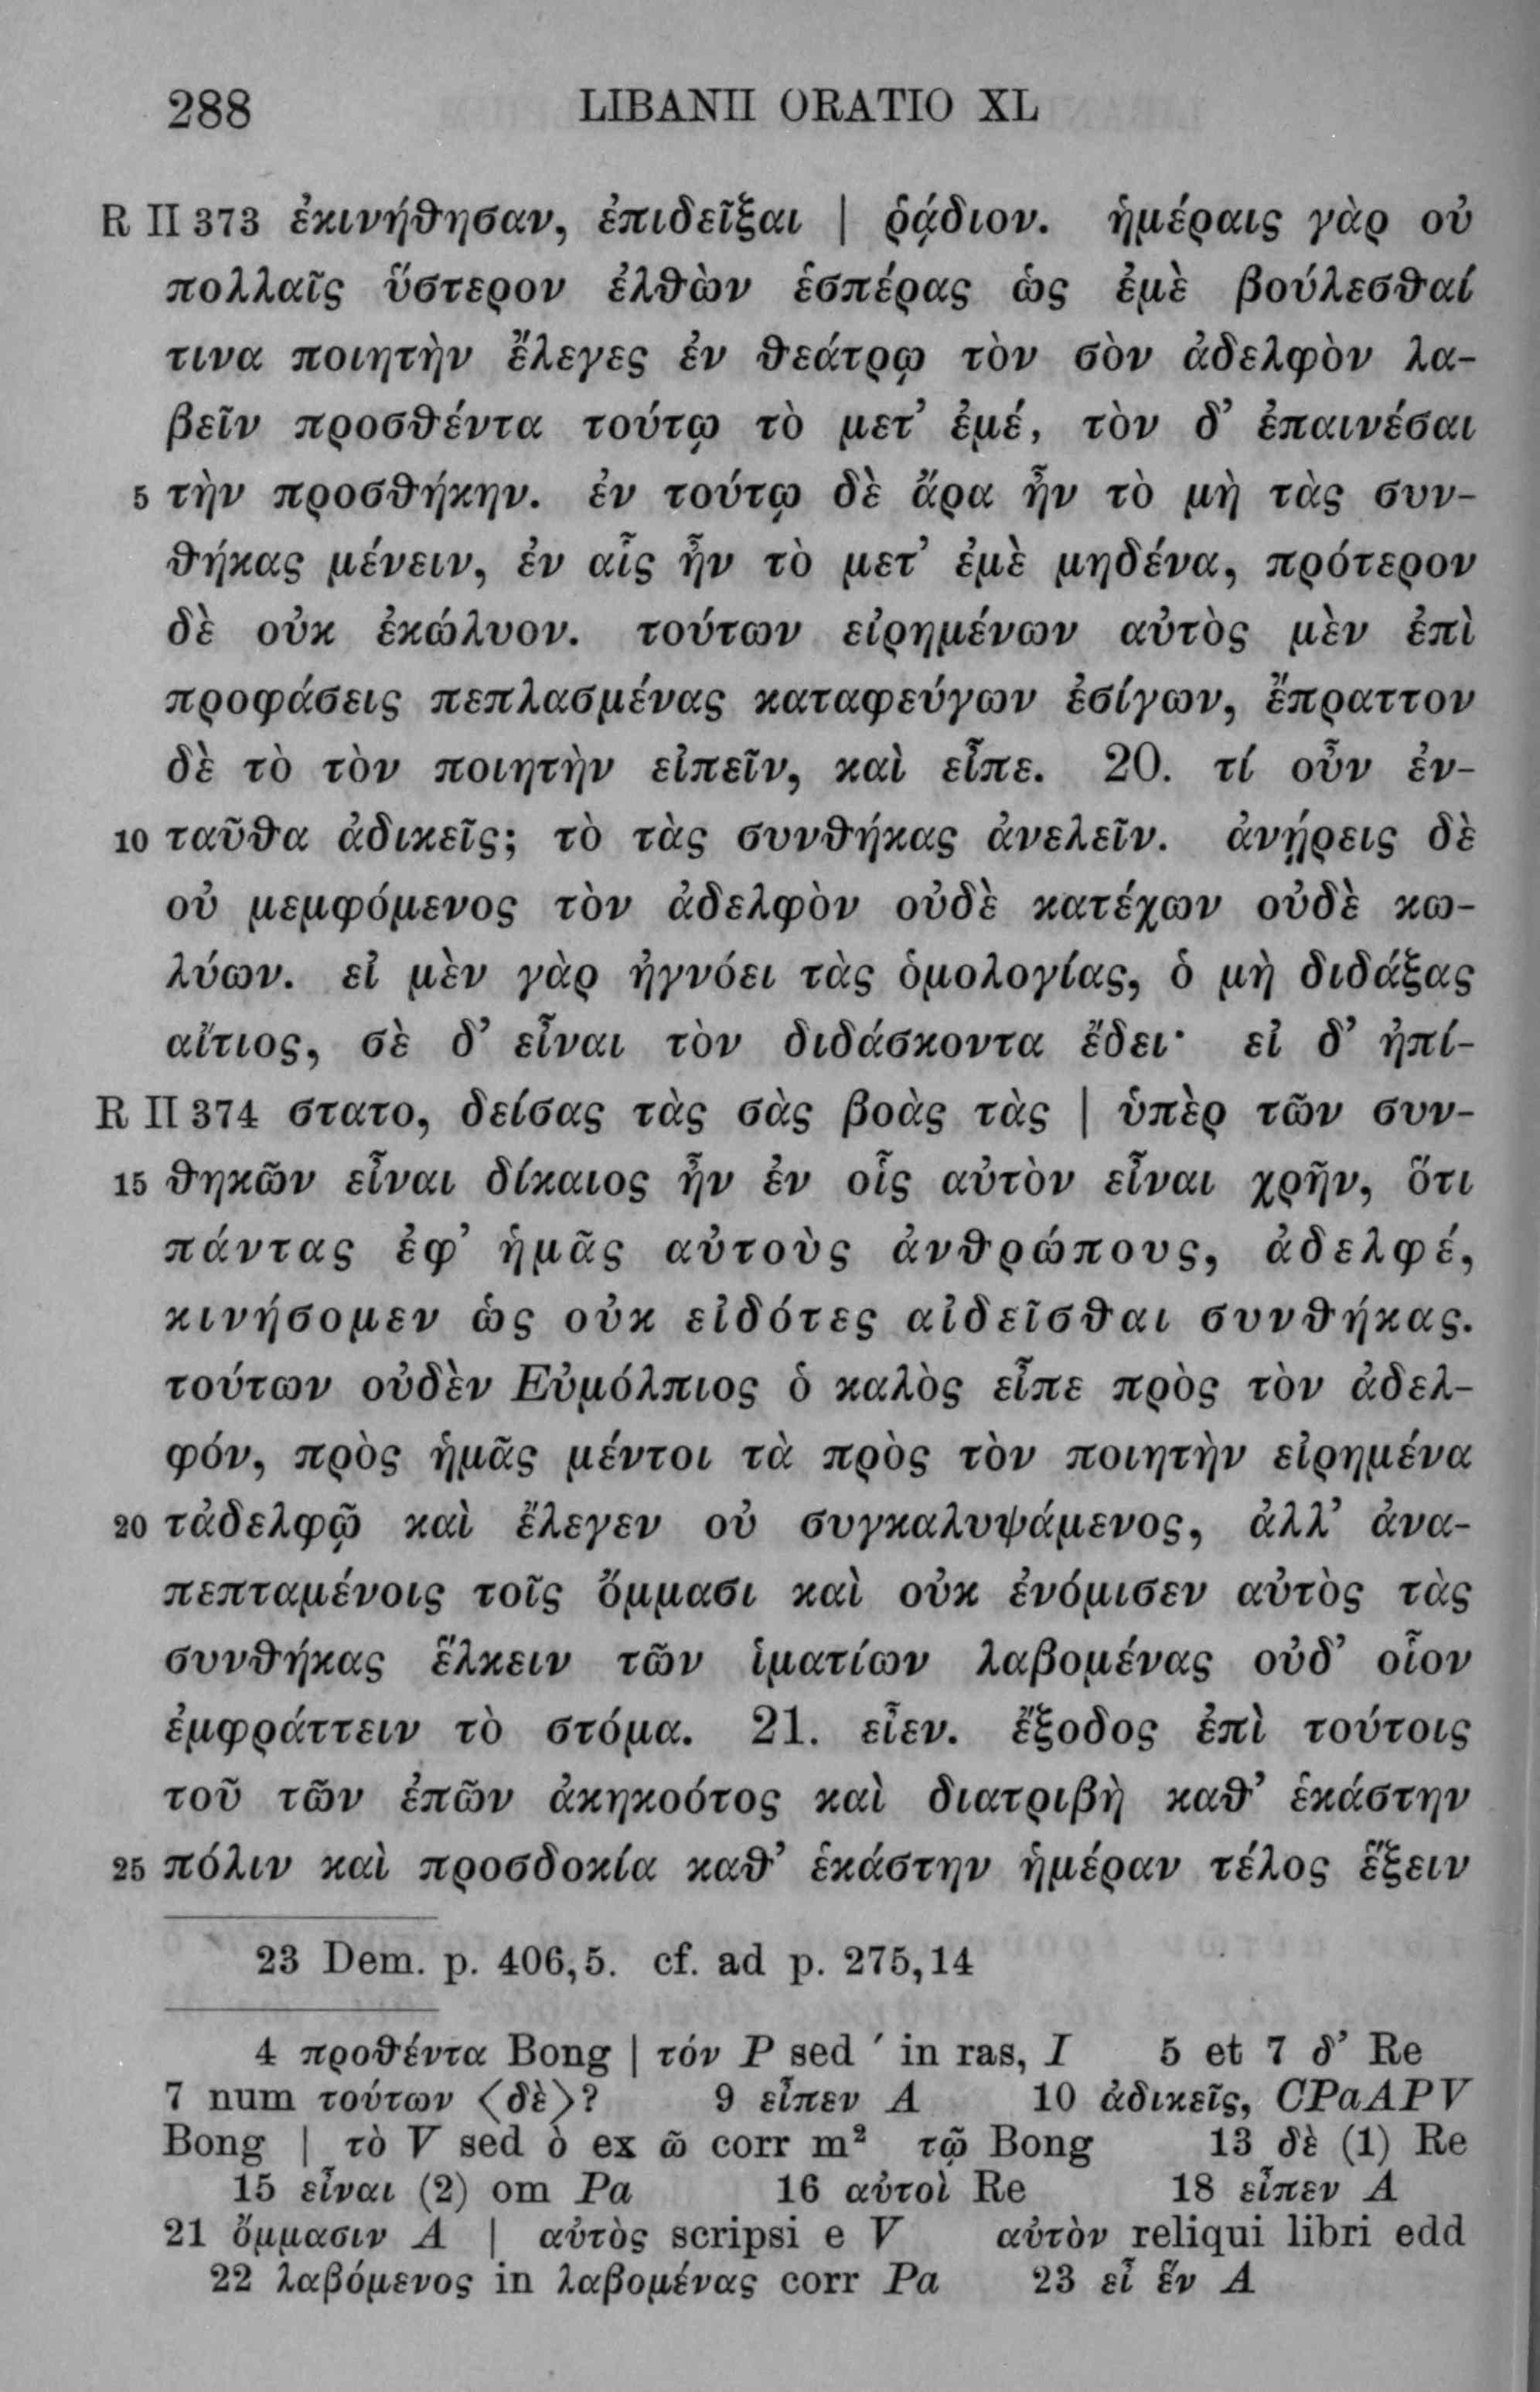 288 LIBANII ORATIO XL
R II 373 ἐκινήθησαν, ἐπιδεῖξαι | ῥᾴδιον. ἡμέραις γὰρ οὐ
πολλαῖς ὕστερον ἐλθὼν ἑσπέρας ὡς ἐμὲ βούλεσθαί
τινα ποιητὴν ἔλεγες ἐν θεάτρῳ τὸν σὸν ἀδελφὸν λα-
βεῖν προσθέντα τούτῳ τὸ μετ’ ἐμέ, τὸν δ’ ἐπαινέσαι
5 τὴν προσθήκην. ἐν τούτῳ δὲ ἄρα ἦν τὸ μὴ τὰς συν-
θήκας μένειν, ἐν αἷς ἦν τὸ μετ’ ἐμὲ μηδένα, πρότερον
δὲ οὐκ ἐκώλυον. τούτων εἰρημένων αὐτὸς μὲν ἐπὶ
προφάσεις πεπλασμένας καταφεύγων ἐσίγων, ἔπραττον
δὲ τὸ τὸν ποιητὴν εἰπεῖν, καὶ εἶπε. 20. τί οὖν ἐν-
10 ταῦθα ἀδικεῖς; τὸ τὰς συνθήκας ἀνελεῖν. ἀνῄρεις δὲ
οὐ μεμφόμενος τὸν ἀδελφὸν οὐδὲ κατέχων οὐδὲ κω-
λύων. εἰ μὲν γὰρ ἠγνόει τὰς ὁμολογίας, ὁ μὴ διδάξας
αἴτιος, σὲ δ’ εἶναι τὸν διδάσκοντα ἔδει· εἰ δ’ ἠπί-
R II 374 στατο, δείσας τὰς σὰς βοὰς τὰς | ὑπὲρ τῶν συν-
15 θηκῶν εἶναι δίκαιος ἦν ἐν οἷς αὐτὸν εἶναι χρῆν, ὅτι
πάντας ἐφ’ ἡμᾶς αὐτοὺς ἀνθρώπους, ἀδελφέ,
κινήσομεν ὡς οὐκ εἰδότες αἰδεῖσθαι συνθήκας.
τούτων οὐδὲν Εὐμόλπιος ὁ καλὸς εἶπε πρὸς τὸν ἀδελ-
φόν, πρὸς ἡμᾶς μέντοι τὰ πρὸς τὸν ποιητὴν εἰρημένα
20 τἀδελφῷ καὶ ἔλεγεν οὐ συγκαλυψάμενος, ἀλλ’ ἀνα-
πεπταμένοις τοῖς ὄμμασι καὶ οὐκ ἐνόμισεν αὐτὸς τὰς
συνθήκας ἕλκειν τῶν ἱματίων λαβομένας οὐδ’ οἷον
ἐμφράττειν τὸ στόμα. 21. εἶεν. ἔξοδος ἐπὶ τούτοις
τοῦ τῶν ἐπῶν ἀκηκοότος καὶ διατριβὴ καθ’ ἑκάστην
25 πόλιν καὶ προσδοκία καθ’ ἑκάστην ἡμέραν τέλος ἕξειν
23 Dem. p. 406,5. cf. ad p. 275,14
4 προθέντα Bong | τόν P sed ´ in ras, I 5 et 7 δ’ Re
7 num τούτων ⟨δὲ⟩? 9 εἶπεν A 10 ἀδικεῖς, CPaAPV
Bong | τὸ V sed ὸ ex ῶ corr m² τῷ Bong 13 δὲ (1) Re
15 εἶναι (2) om Pa 16 αὐτοὶ Re 18 εἶπεν A
21 ὄμμασιν A | αὐτὸς scripsi e V αὐτὸν reliqui libri edd
22 λαβόμενος in λαβομένας corr Pa 23 εἶ ἕν A